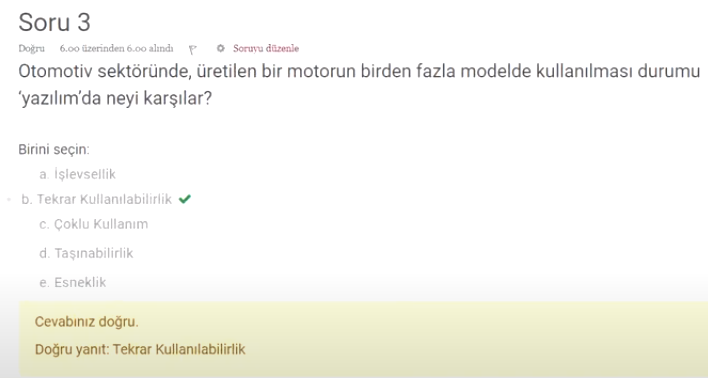 Soru 3
Doğru 6.00 üzerinden 6.00 alındı Soruyu düzenle
Otomotiv sektöründe, üretilen bir motorun birden fazla modelde kullanılması durumu
‘yazılım’da neyi karşılar?
Birini seçin:
a. İşlevsellik
b. Tekrar Kullanılabilirlik
c. Çoklu Kullanım
d. Taşınabilirlik
e. Esneklik
Cevabınız doğru.
Doğru yanıt: Tekrar Kullanılabilirlik